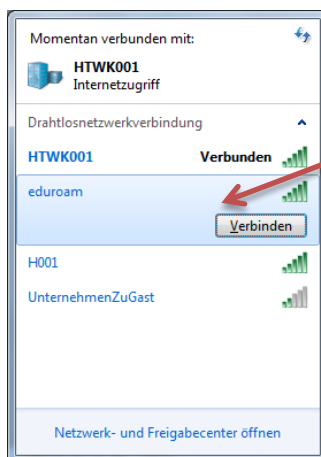 Momentan verbunden mit:
HTWK001
Internetzugriff
Drahtlosnetzwerkverbindung
HTWK001 Verbunden
eduroam
Verbinden
H001
UnternehmenZuGast
Netzwerk- und Freigabecenter öffnen